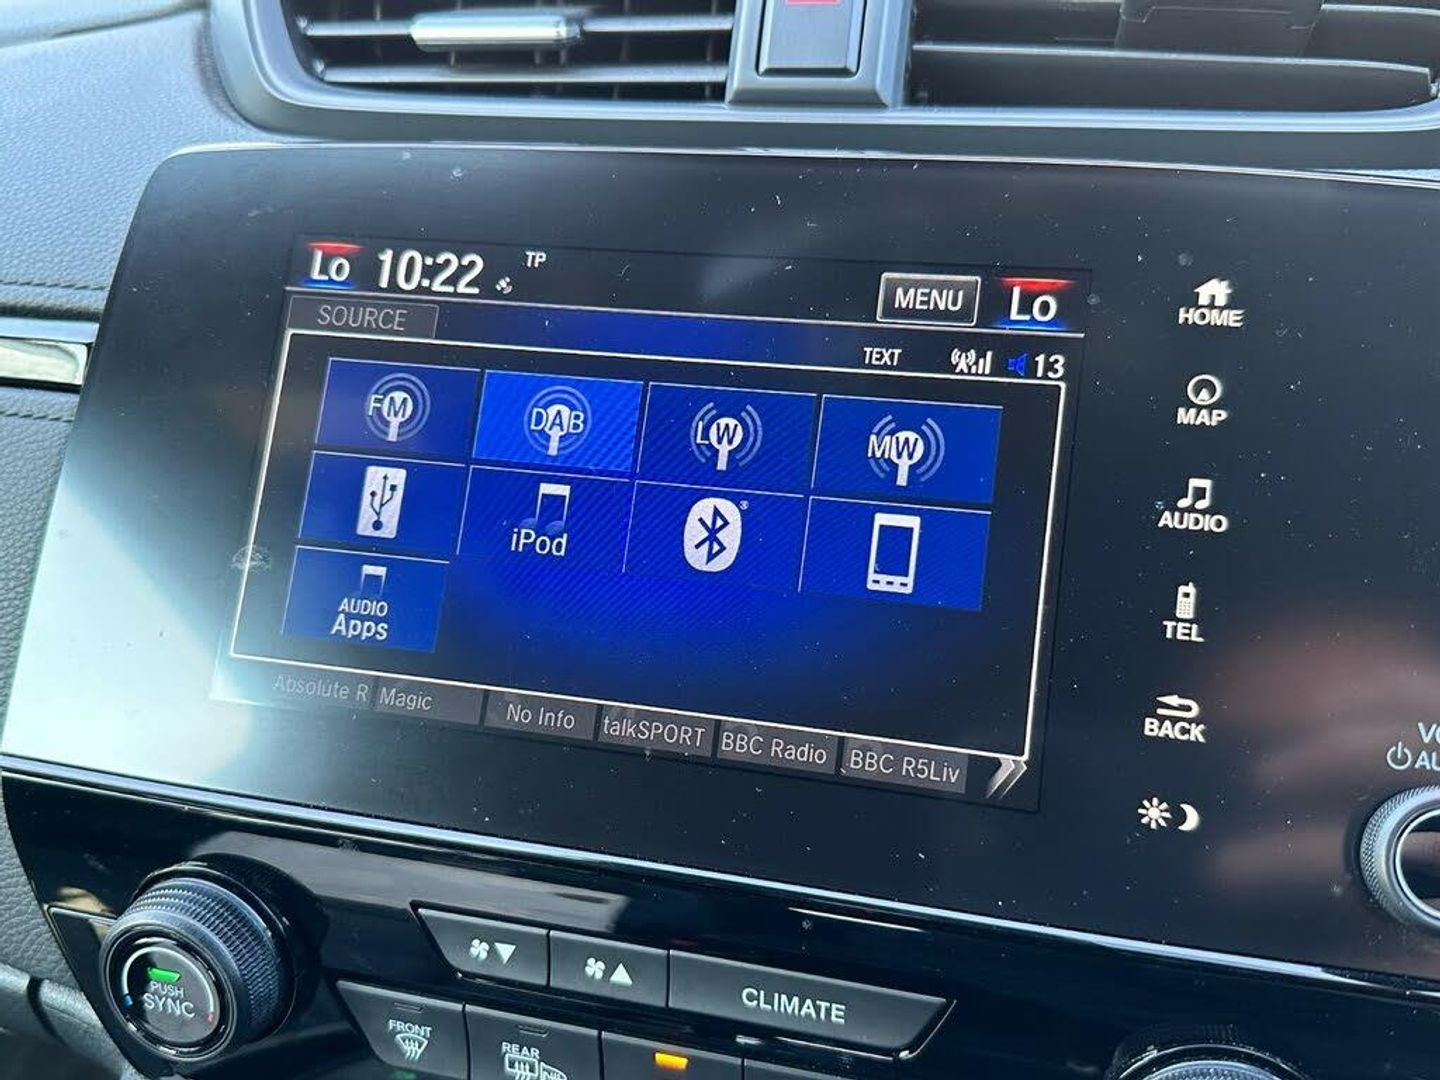 Lo 10:22 TP MENU Lo
SOURCE
TEXT 13
FM DAB LW MW
iPod
AUDIO
Apps
Absolute R Magic No Info talkSPORT BBC Radio BBC R5Liv
HOME
MAP
AUDIO
TEL
BACK
PUSH
SYNC
CLIMATE
FRONT
REAR